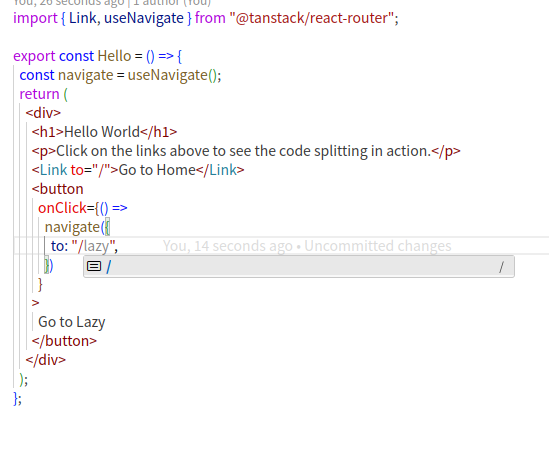 You, 26 seconds ago | 1 author (You)
import { Link, useNavigate } from "@tanstack/react-router";
export const Hello = () => {
const navigate = useNavigate();
return (
<div>
<h1>Hello World</h1>
<p>Click on the links above to see the code splitting in action.</p>
<Link to="/">Go to Home</Link>
<button
onClick={() =>
navigate({
to: "/lazy", You, 14 seconds ago • Uncommitted changes
}) / /
}
>
Go to Lazy
</button>
</div>
);
};